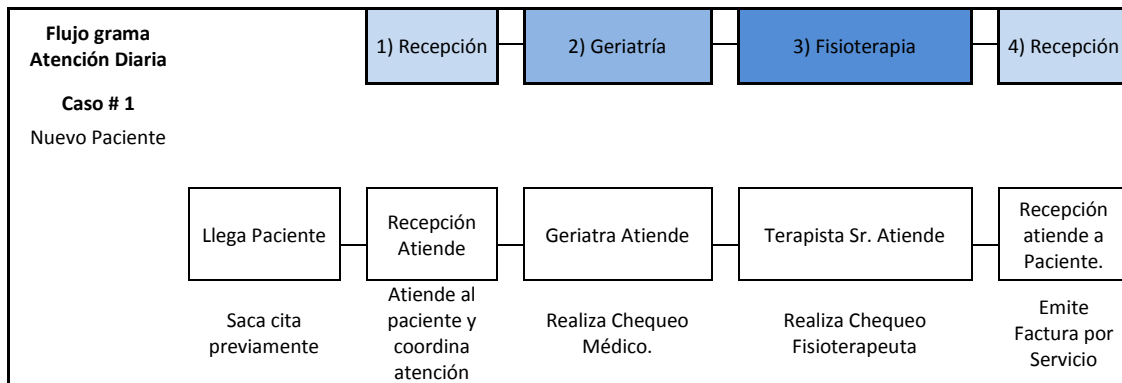 Flujo grama
Atención Diaria
1) Recepción
2) Geriatría
3) Fisioterapia
4) Recepción
Caso # 1
Nuevo Paciente
Llega Paciente
Recepción
Atiende
Geriatra Atiende
Terapista Sr. Atiende
Recepción
atiende a
Paciente.
Saca cita
previamente
Atiende al
paciente y
coordina
atención
Realiza Chequeo
Médico.
Realiza Chequeo
Fisioterapeuta
Emite
Factura por
Servicio